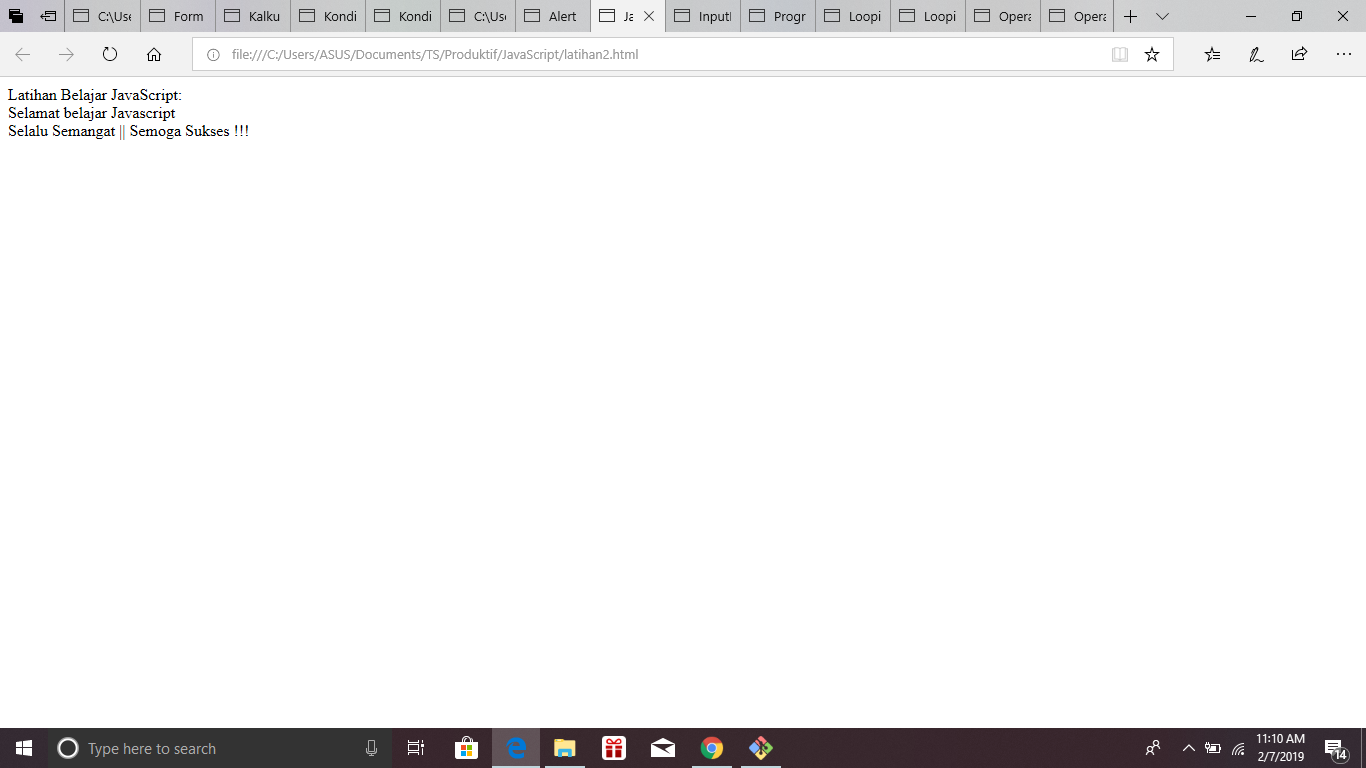 C:\Use Form Kalku Kondi Kondi C:\Use Alert Ja Input Progr Loopi Loopi Opera Opera
file:///C:/Users/ASUS/Documents/TS/Produktif/JavaScript/latihan2.html
Latihan Belajar JavaScript:
Selamat belajar Javascript
Selalu Semangat || Semoga Sukses !!!
Type here to search
11:10 AM
2/7/2019
14